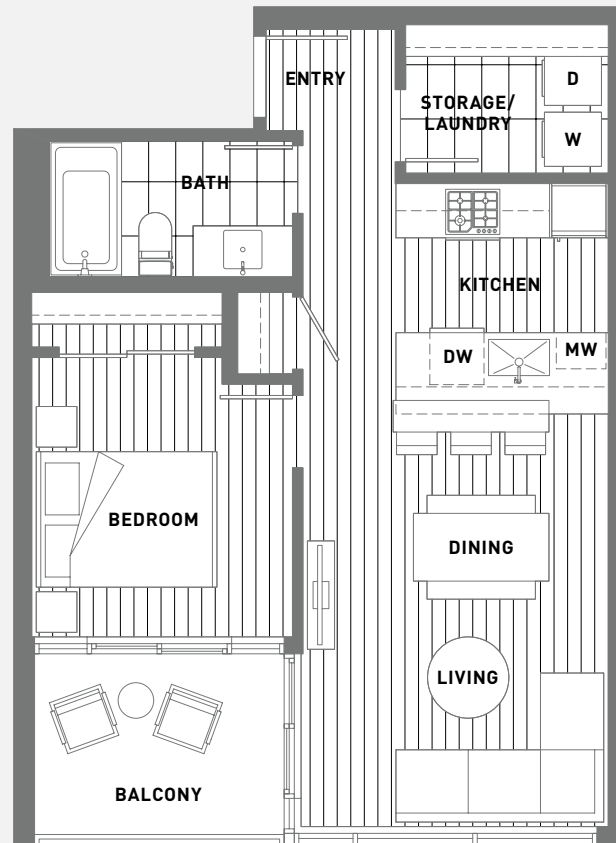 ENTRY
STORAGE/
LAUNDRY
D
W
BATH
KITCHEN
DW
MW
BEDROOM
DINING
LIVING
BALCONY